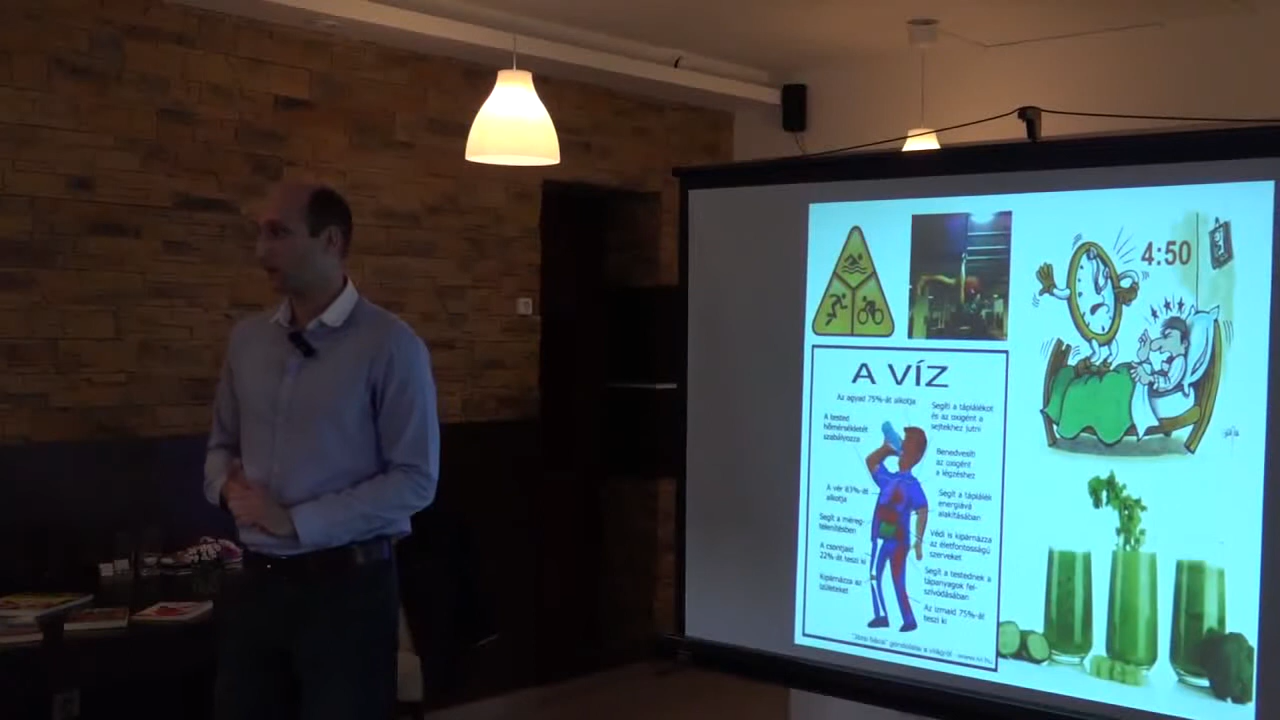 4:50
A VÍZ
Az agyad 75%-át alkotja
A tested
hőmérsékletét
szabályozza
Segíti a táplálékot
és az oxigént a
sejtekhez jutni
Benedvesíti
az oxigént
a légzéshez
A vér 83%-át
alkotja
Segít a táplálék
energiává
alakításában
Segít a méreg-
telenítésben
Védi is kipárnázza
az életfontosságú
szerveket
A csontjaid
22%-át teszi ki
Segít a testednek a
tápanyagok fel-
szívódásában
Kipárnázza az
ízületeket
Az izmaid 75%-át
teszi ki
gondolatai a világról